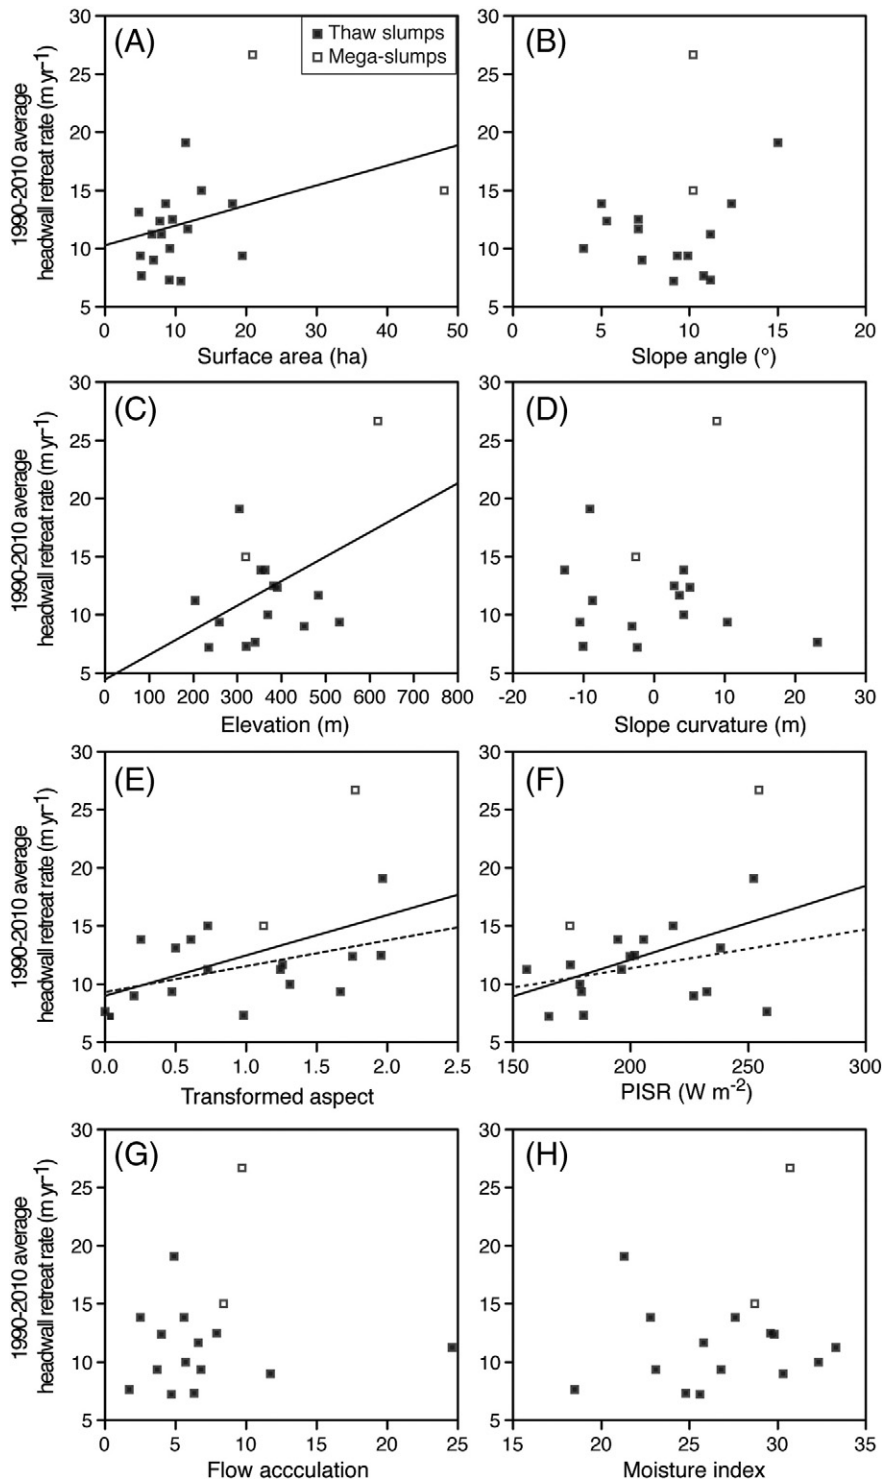 (A)
Thaw slumps
Mega-slumps
1990-2010 average
headwall retreat rate (m yr⁻¹)
30
25
20
15
10
5
0 10 20 30 40 50
Surface area (ha)
(B)
30
25
20
15
10
5
0 5 10 15 20
Slope angle (°)
(C)
1990-2010 average
headwall retreat rate (m yr⁻¹)
30
25
20
15
10
5
0 100 200 300 400 500 600 700 800
Elevation (m)
(D)
30
25
20
15
10
5
-20 -10 0 10 20 30
Slope curvature (m)
(E)
1990-2010 average
headwall retreat rate (m yr⁻¹)
30
25
20
15
10
5
0.0 0.5 1.0 1.5 2.0 2.5
Transformed aspect
(F)
30
25
20
15
10
5
150 200 250 300
PISR (W m⁻²)
(G)
1990-2010 average
headwall retreat rate (m yr⁻¹)
30
25
20
15
10
5
0 5 10 15 20 25
Flow accculation
(H)
30
25
20
15
10
5
15 20 25 30 35
Moisture index